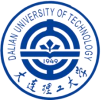 DALIAN UNIVERSITY OF TECHNOLOGY
1949
大连理工大学